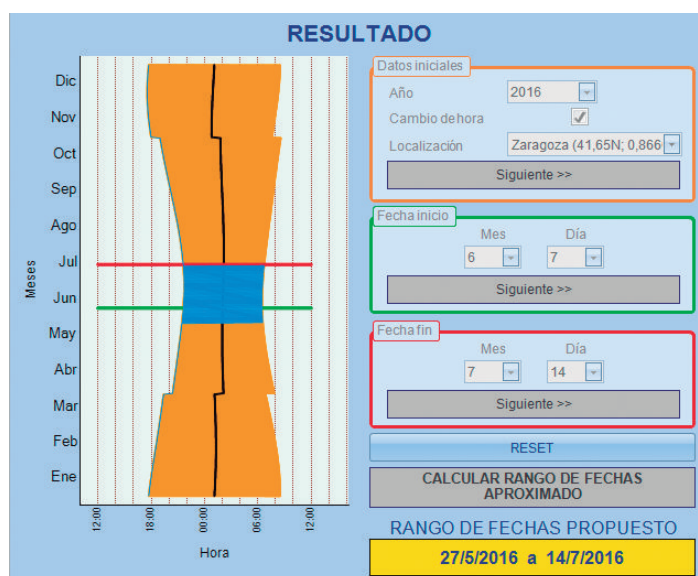 RESULTADO
Dic
Nov
Oct
Sep
Ago
Jul
Jun
May
Abr
Mar
Feb
Ene
Meses
12:00
18:00
00:00
06:00
12:00
Hora
Datos iniciales
Año 2016
Cambio de hora
Localización Zaragoza (41,65N; 0,866
Siguiente >>
Fecha inicio
Mes Día
6 7
Siguiente >>
Fecha fin
Mes Día
7 14
Siguiente >>
RESET
CALCULAR RANGO DE FECHAS
APROXIMADO
RANGO DE FECHAS PROPUESTO
27/5/2016 a 14/7/2016